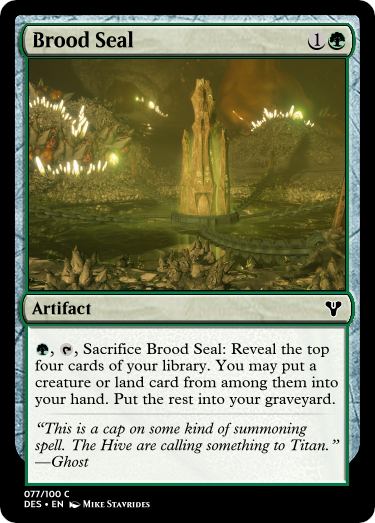 Brood Seal 1
Artifact
, , Sacrifice Brood Seal: Reveal the top
four cards of your library. You may put a
creature or land card from among them into
your hand. Put the rest into your graveyard.
“This is a cap on some kind of summoning
spell. The Hive are calling something to Titan.”
—Ghost
077/100 C
DES • EN Mike Stavrides